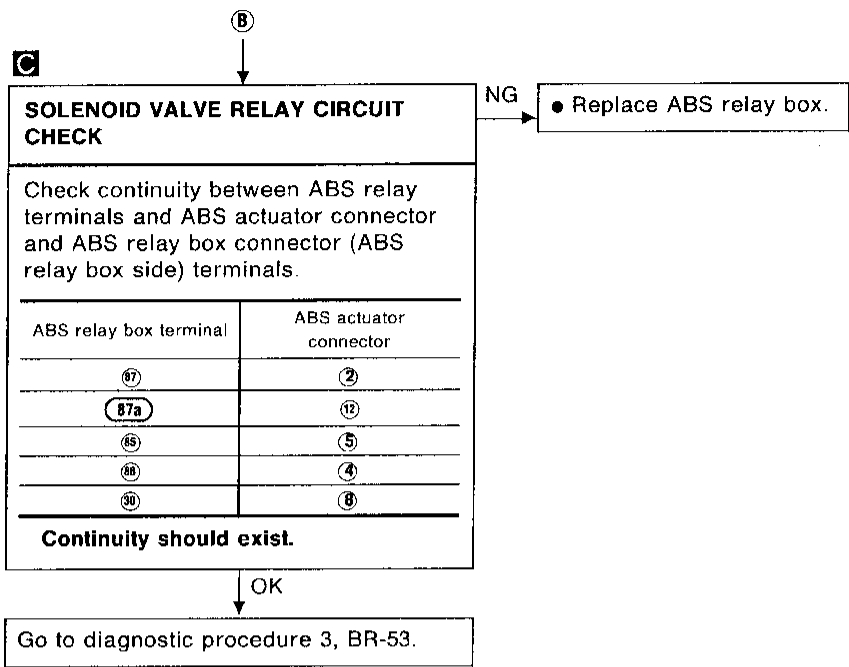 B
C
SOLENOID VALVE RELAY CIRCUIT
CHECK
NG
● Replace ABS relay box.
Check continuity between ABS relay
terminals and ABS actuator connector
and ABS relay box connector (ABS
relay box side) terminals.
ABS relay box terminal
ABS actuator
connector
87 2
87a 12
85 5
86 4
30 8
Continuity should exist.
OK
Go to diagnostic procedure 3, BR-53.